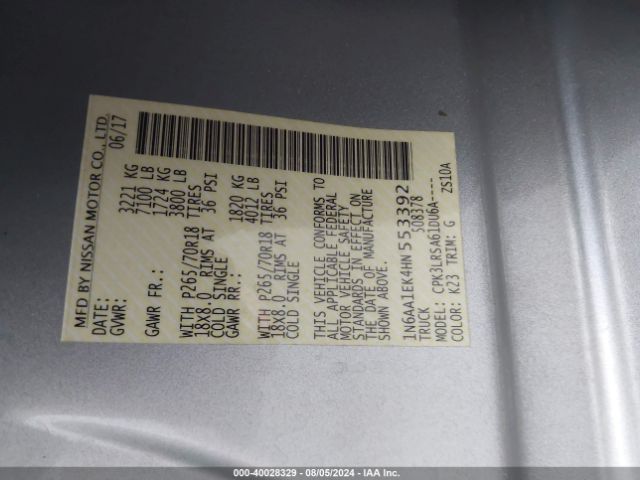 MFD BY NISSAN MOTOR CO., LTD.
DATE: 06/17
GVWR: 3221 KG
7100 LB
GAWR FR.: 1724 KG
3800 LB
WITH P265/70R18 TIRES
18X8.0 RIMS AT 36 PSI
COLD SINGLE
GAWR RR.: 1820 KG
4012 LB
WITH P265/70R18 TIRES
18X8.0 RIMS AT 36 PSI
COLD SINGLE
THIS VEHICLE CONFORMS TO
ALL APPLICABLE FEDERAL
MOTOR VEHICLE SAFETY
STANDARDS IN EFFECT ON
THE DATE OF MANUFACTURE
SHOWN ABOVE.
1N6AA1EK4HN553392
TRUCK 508378
MODEL: CPK3LRSA61DU6A----
COLOR: K23 TRIM: G ZS10A
000-40028329 - 08/05/2024 - IAA Inc.